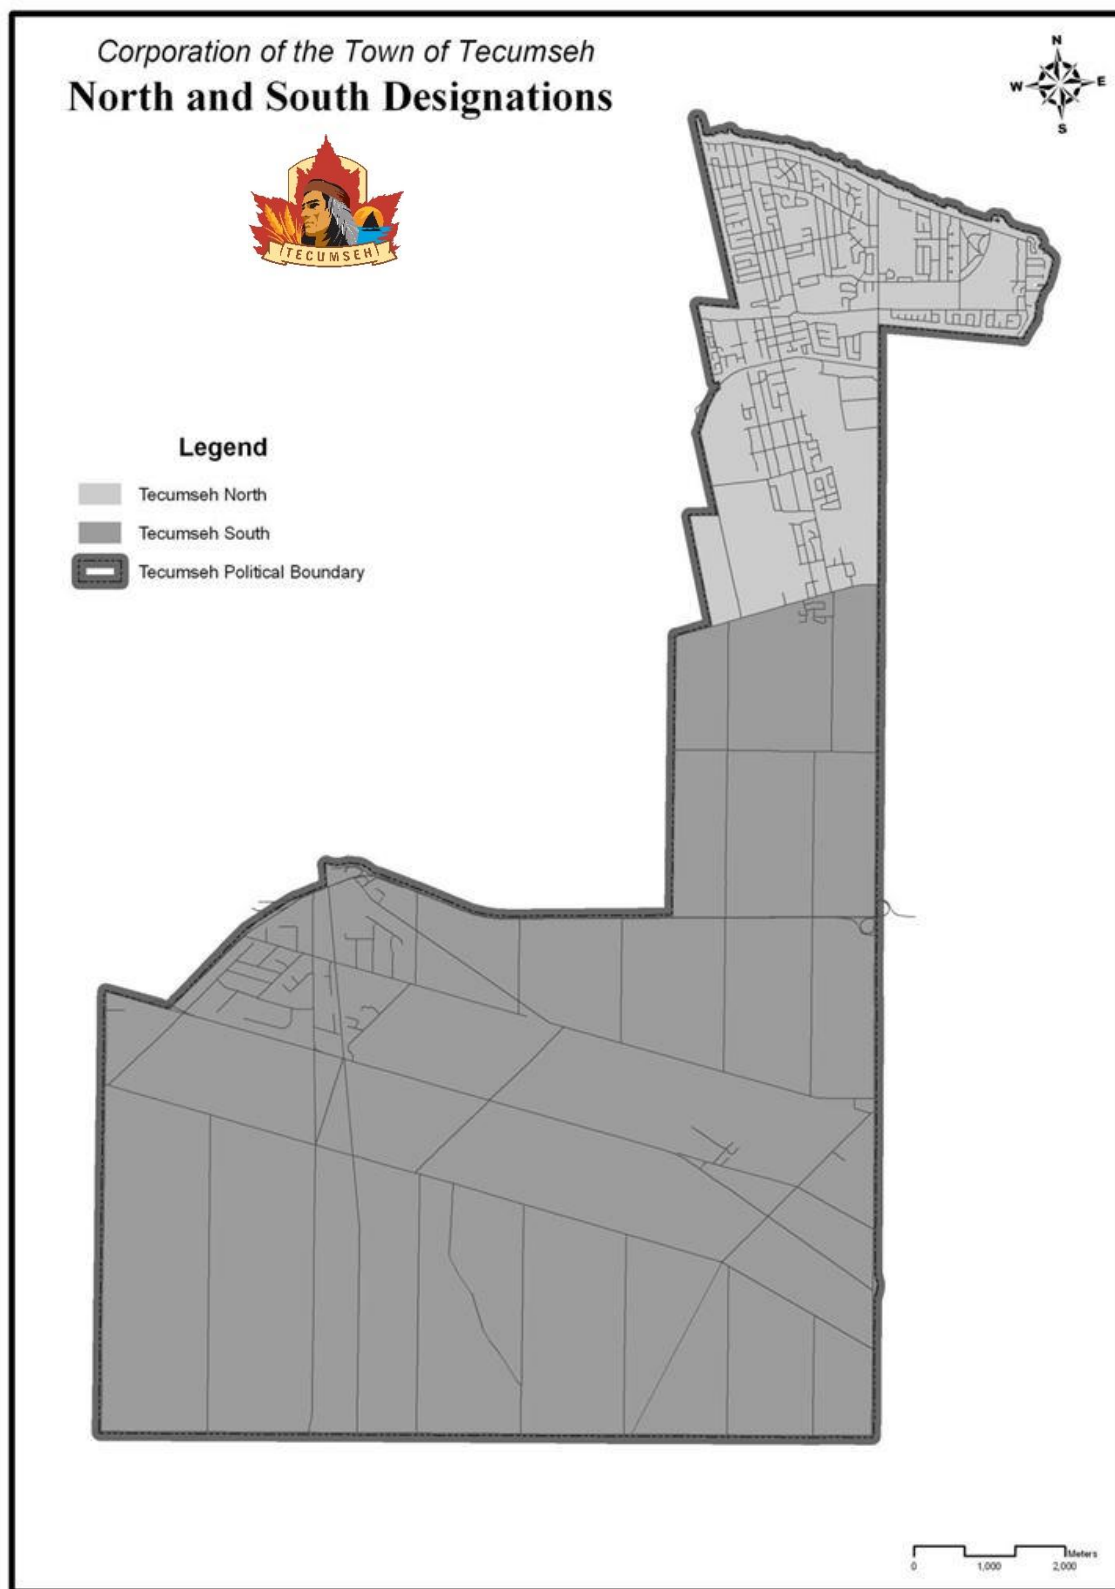 Corporation of the Town of Tecumseh
North and South Designations
N
W E
S
TECUMSEH
Legend
Tecumseh North
Tecumseh South
Tecumseh Political Boundary
Meters
0 1,000 2,000